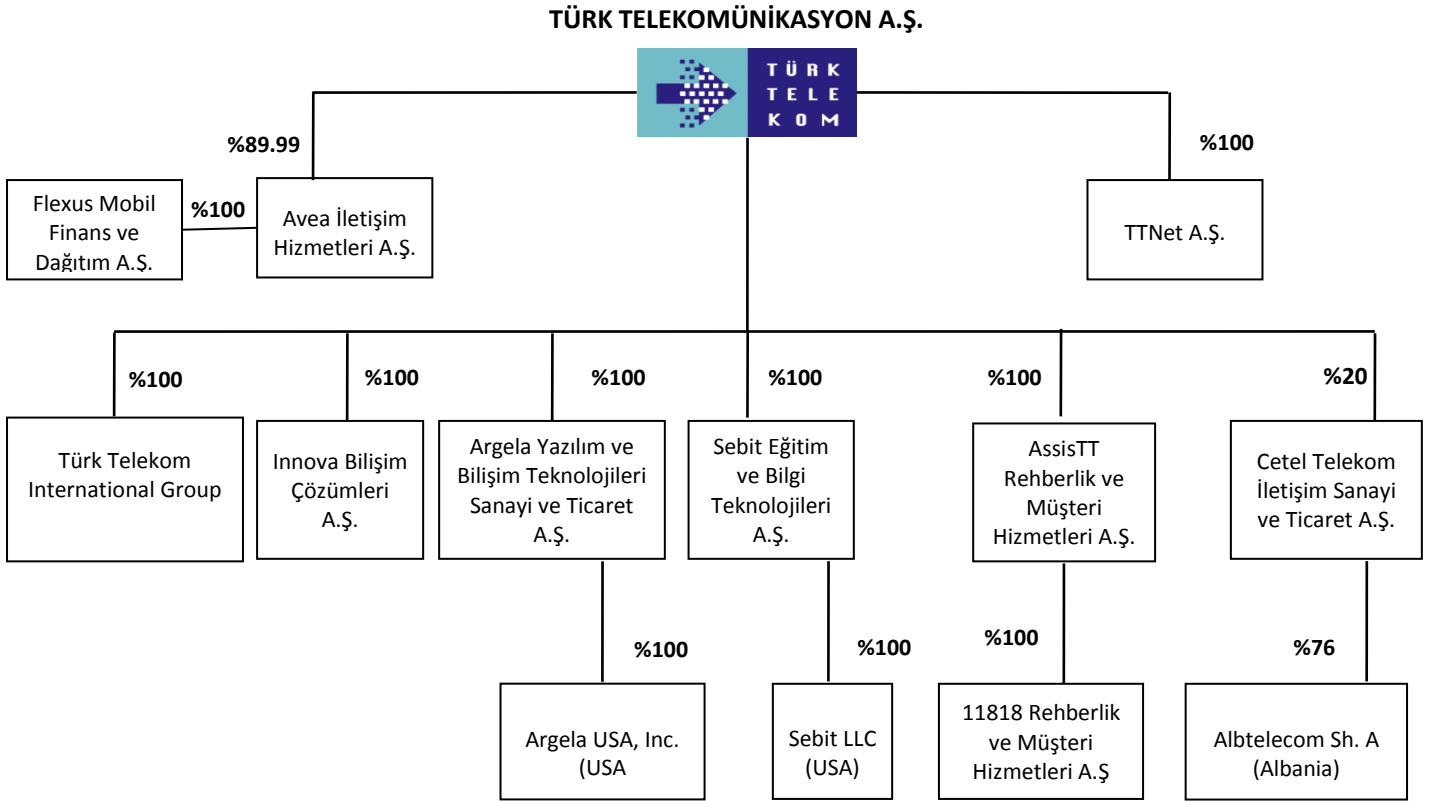 TÜRK TELEKOMÜNİKASYON A.Ş.
TÜRK
TELE
KOM
%89.99
%100
Flexus Mobil
Finans ve
Dağıtım A.Ş.
%100
Avea İletişim
Hizmetleri A.Ş.
TTNet A.Ş.
%100
%100
%100
%100
%100
%20
Türk Telekom
International Group
Innova Bilişim
Çözümleri
A.Ş.
Argela Yazılım ve
Bilişim Teknolojileri
Sanayi ve Ticaret
A.Ş.
Sebit Eğitim
ve Bilgi
Teknolojileri
A.Ş.
AssisTT
Rehberlik ve
Müşteri
Hizmetleri A.Ş.
Cetel Telekom
İletişim Sanayi
ve Ticaret A.Ş.
%100
%100
%100
%76
Argela USA, Inc.
(USA
Sebit LLC
(USA)
11818 Rehberlik
ve Müşteri
Hizmetleri A.Ş
Albtelecom Sh. A
(Albania)